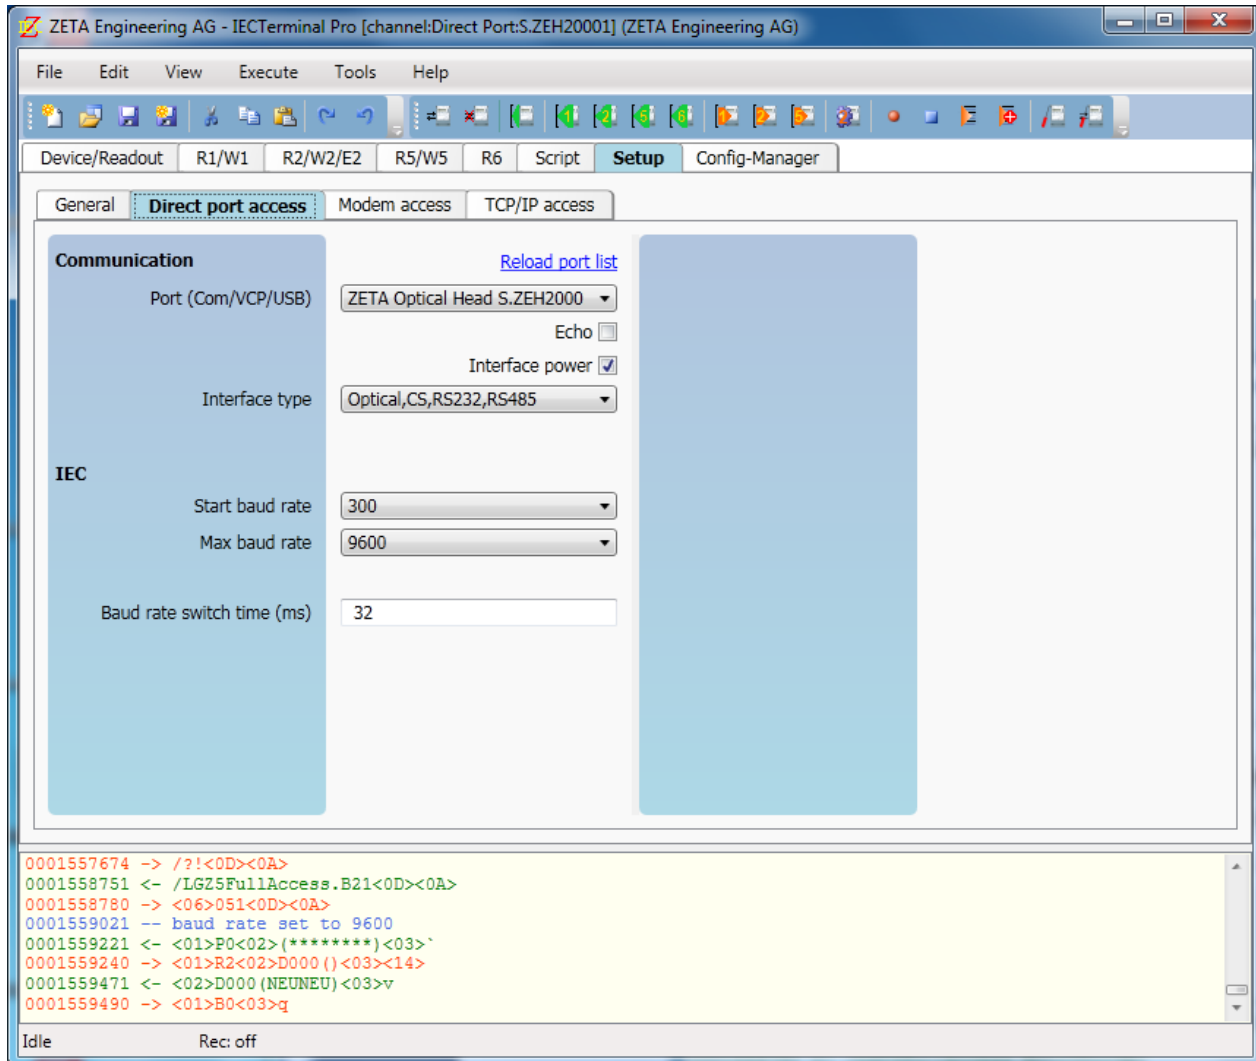 ZETA Engineering AG - IECTerminal Pro [channel:Direct Port:S.ZEH20001] (ZETA Engineering AG)
File Edit View Execute Tools Help
Device/Readout R1/W1 R2/W2/E2 R5/W5 R6 Script Setup Config-Manager
General Direct port access Modem access TCP/IP access
Communication Reload port list
Port (Com/VCP/USB) ZETA Optical Head S.ZEH2000
Echo
Interface power
Interface type Optical,CS,RS232,RS485
IEC
Start baud rate 300
Max baud rate 9600
Baud rate switch time (ms) 32
0001557674 -> /?!<0D><0A>
0001558751 <- /LGZ5FullAccess.B21<0D><0A>
0001558780 -> <06>051<0D><0A>
0001559021 -- baud rate set to 9600
0001559221 <- <01>P0<02>(********)<03>`
0001559240 -> <01>R2<02>D000()<03><14>
0001559471 <- <02>D000(NEUNEU)<03>v
0001559490 -> <01>B0<03>q
Idle Rec: off